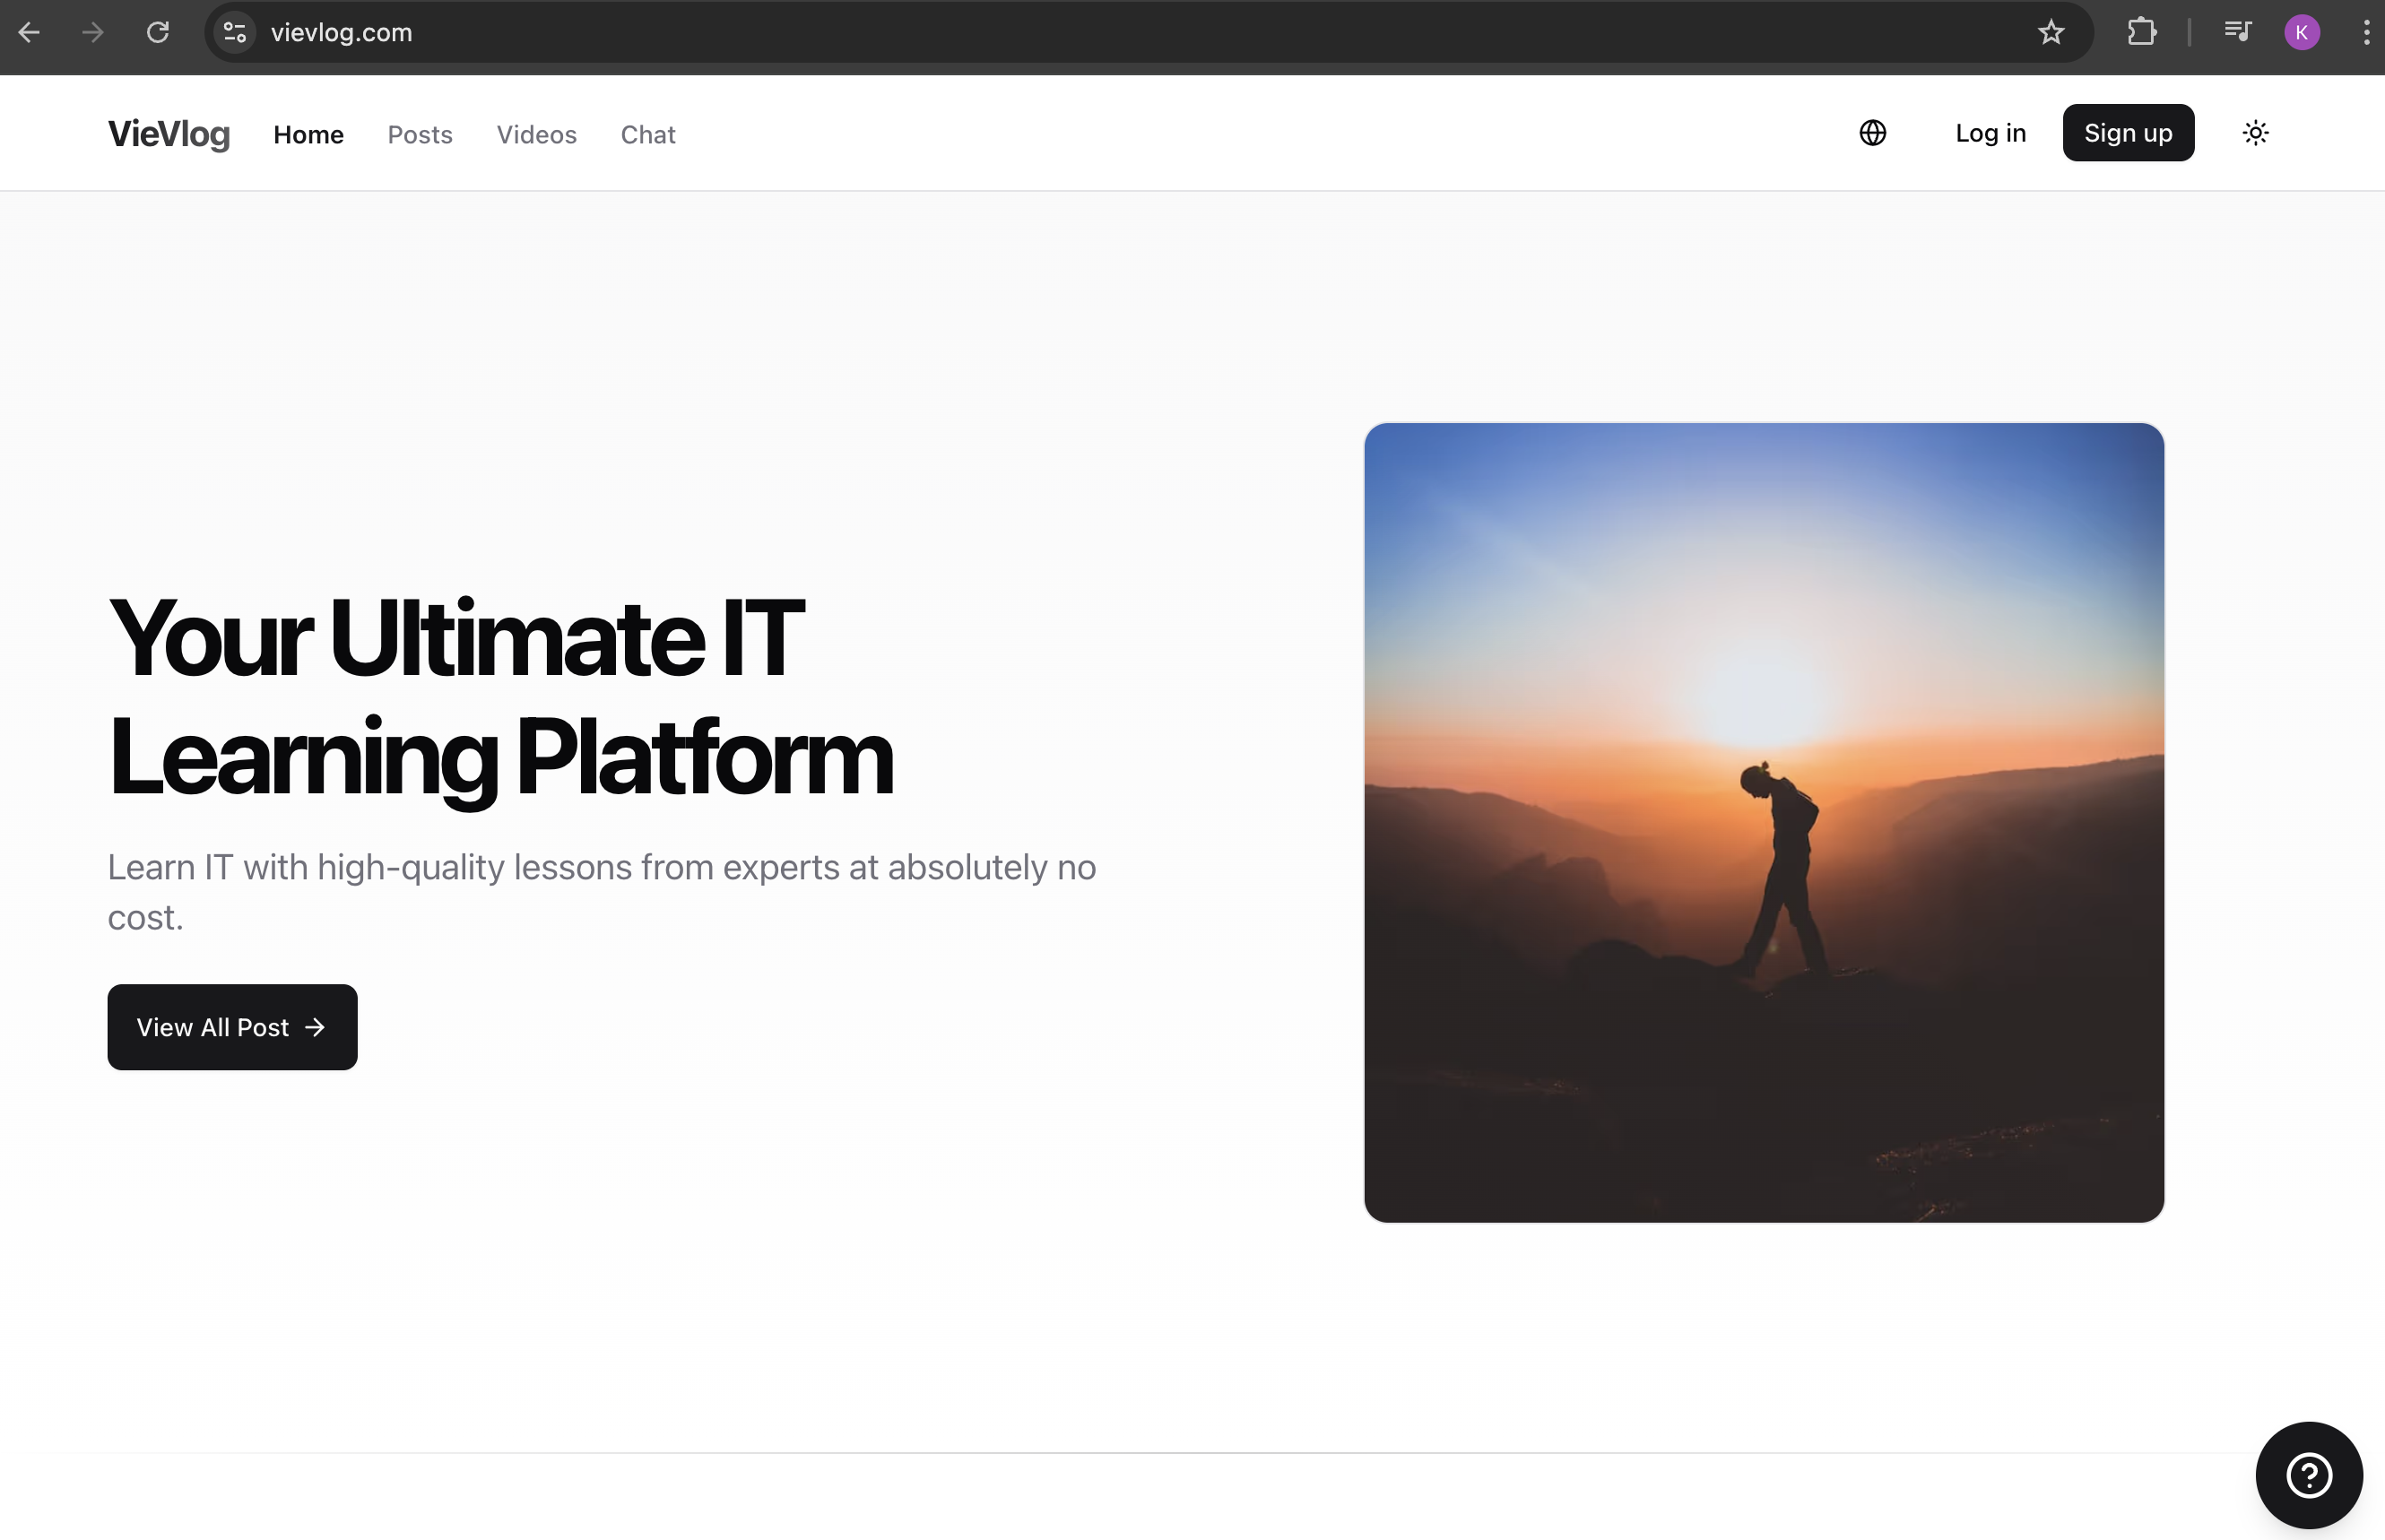 vievlog.com
K
VieVlog
Home
Posts
Videos
Chat
Log in
Sign up
Your Ultimate IT
Learning Platform
Learn IT with high-quality lessons from experts at absolutely no
cost.
View All Post